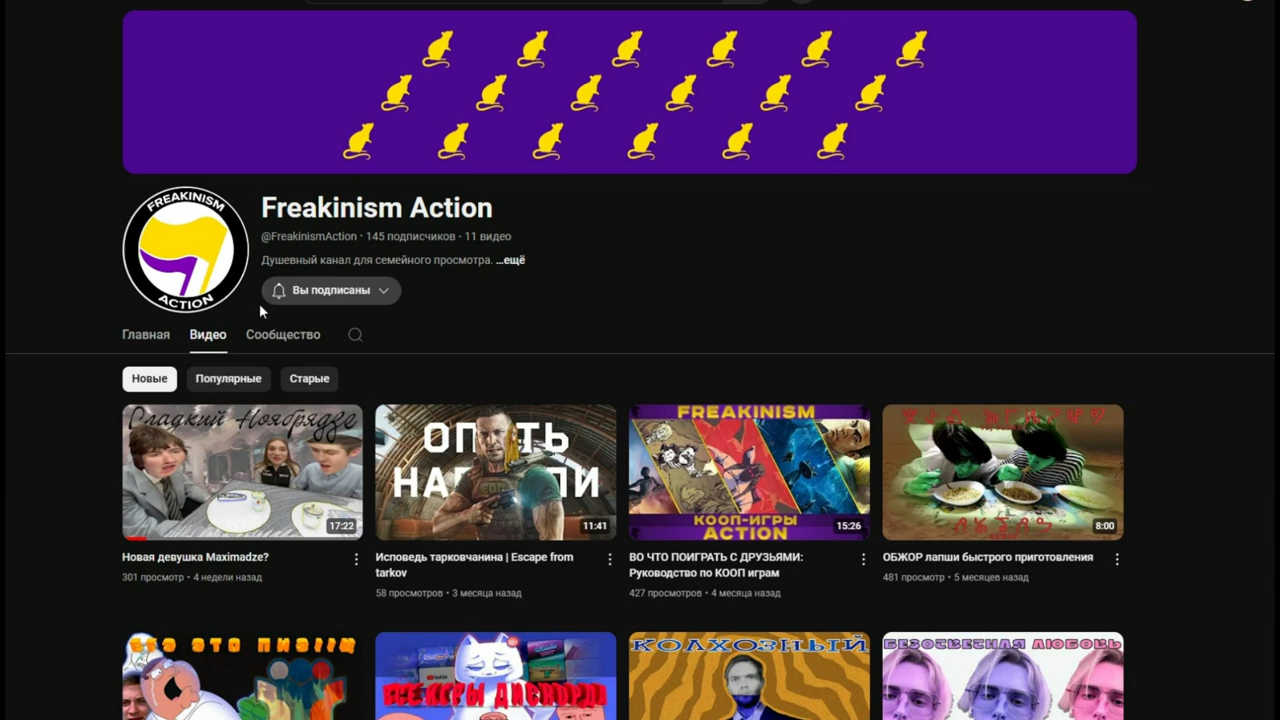 FREAKINISM
ACTION
Freakinism Action
@FreakinismAction · 145 подписчиков · 11 видео
Душевный канал для семейного просмотра. ...ещё
Вы подписаны
Главная Видео Сообщество
Новые Популярные Старые
Сладкий Ноябрядзе
17:22
Новая девушка Maximadze?
301 просмотр · 4 недели назад
11:41
Исповедь тарковчанина | Escape from
tarkov
58 просмотров · 3 месяца назад
FREAKINISM
КООП-ИГРЫ
ACTION
15:26
ВО ЧТО ПОИГРАТЬ С ДРУЗЬЯМИ:
Руководство по КООП играм
427 просмотров · 4 месяца назад
8:00
ОБЖОР лапши быстрого приготовления
481 просмотр · 5 месяцев назад
ВСЕ ИГРЫ ДИСКОРДА
КОЛХОЗНЫЙ
БЕЗОТВЕТНАЯ ЛЮБОВЬ